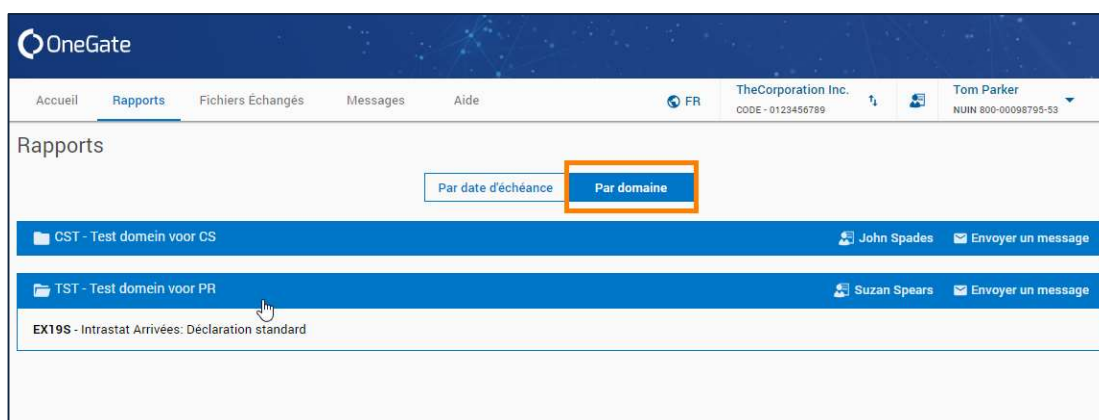 OneGate
Accueil Rapports Fichiers Échangés Messages Aide FR TheCorporation Inc. Tom Parker
CODE - 0123456789 NUIN 800-00098795-53
Rapports
Par date d'échéance Par domaine
CST - Test domein voor CS John Spades Envoyer un message
TST - Test domein voor PR Suzan Spears Envoyer un message
EX19S - Intrastat Arrivées: Déclaration standard